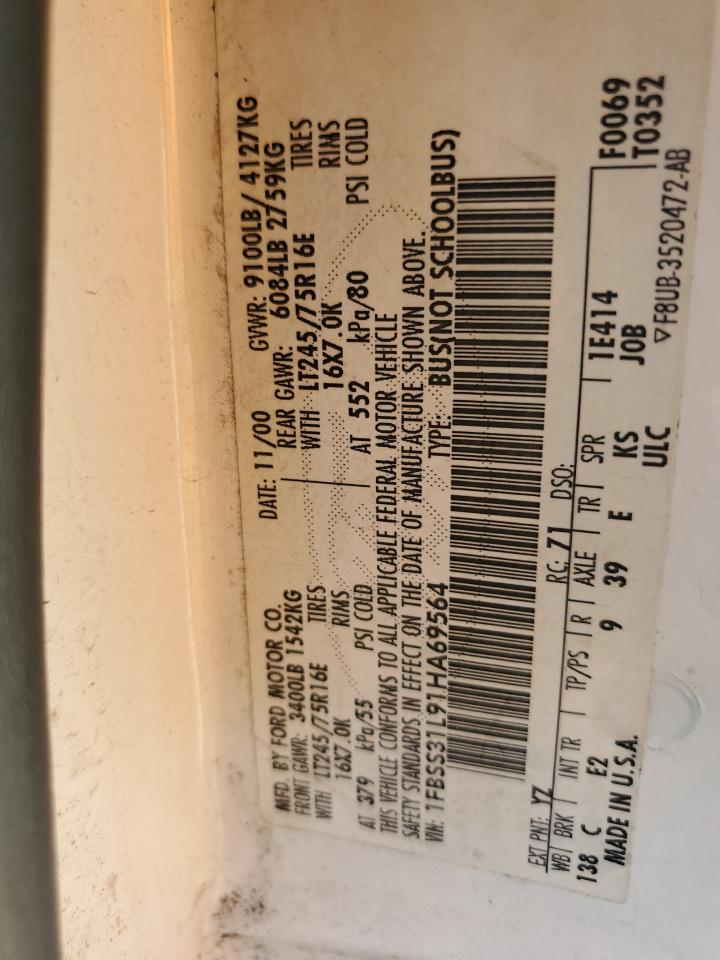 MFD. BY FORD MOTOR CO. DATE: 11/00 GVWR: 9100LB/ 4127KG
FRONT GAWR: 3400LB 1542KG REAR GAWR: 6084LB 2759KG
WITH LT245/75R16E TIRES WITH LT245/75R16E TIRES
16X7.0K RIMS 16X7.0K RIMS
AT 379 kPa/55 PSI COLD AT 552 kPa/80 PSI COLD
THIS VEHICLE CONFORMS TO ALL APPLICABLE FEDERAL MOTOR VEHICLE
SAFETY STANDARDS IN EFFECT ON THE DATE OF MANUFACTURE SHOWN ABOVE.
VIN: 1FBSS31L91HA69564 TYPE: BUS(NOT SCHOOLBUS)
EXT PNT: YZ RC: 71 DSO:
WB BRK INT TR TP/PS R AXLE TR SPR 1E414 F0069
138 C E2 9 39 E KS JOB T0352
MADE IN U.S.A. ULC ▽F8UB-3520472-AB